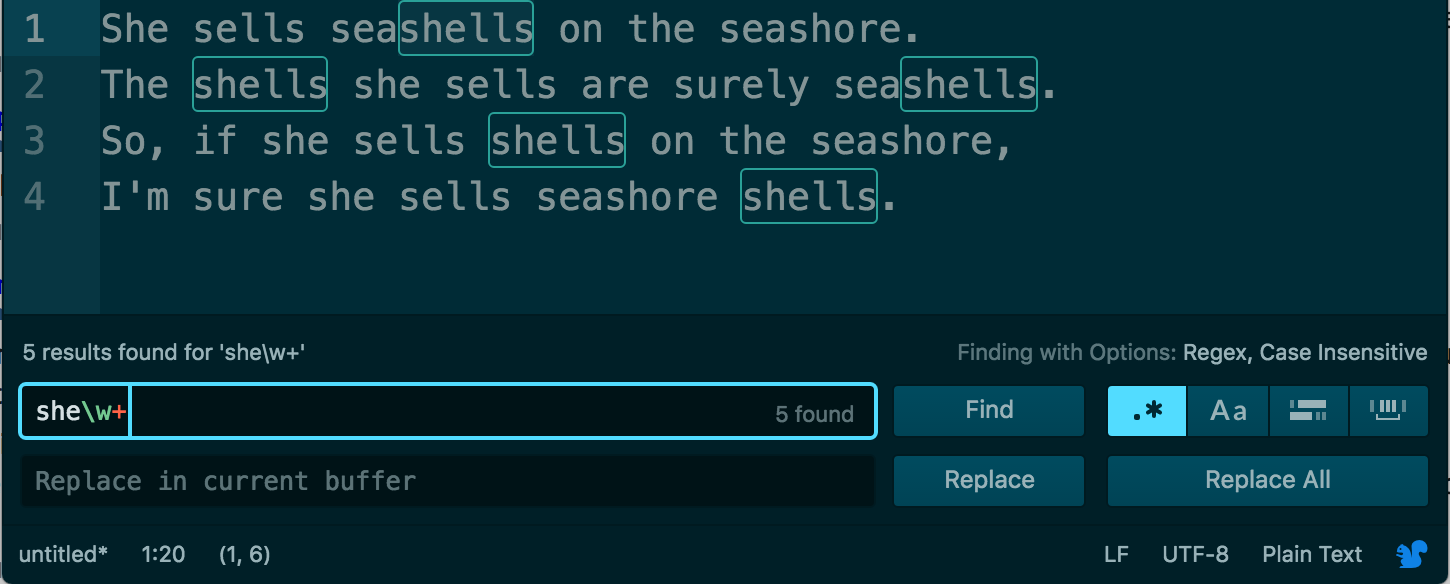 1 She sells seashells on the seashore.
2 The shells she sells are surely seashells.
3 So, if she sells shells on the seashore,
4 I'm sure she sells seashore shells.
5 results found for 'she\w+' Finding with Options: Regex, Case Insensitive
she\w+ 5 found Find .* Aa
Replace in current buffer Replace Replace All
untitled* 1:20 (1, 6) LF UTF-8 Plain Text